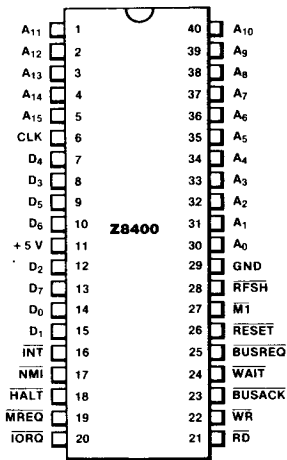 A11 1 40 A10
A12 2 39 A9
A13 3 38 A8
A14 4 37 A7
A15 5 36 A6
CLK 6 35 A5
D4 7 34 A4
D3 8 33 A3
D5 9 32 A2
D6 10 Z8400 31 A1
+5 V 11 30 A0
D2 12 29 GND
D7 13 28 RFSH
D0 14 27 M1
D1 15 26 RESET
INT 16 25 BUSREQ
NMI 17 24 WAIT
HALT 18 23 BUSACK
MREQ 19 22 WR
IORQ 20 21 RD